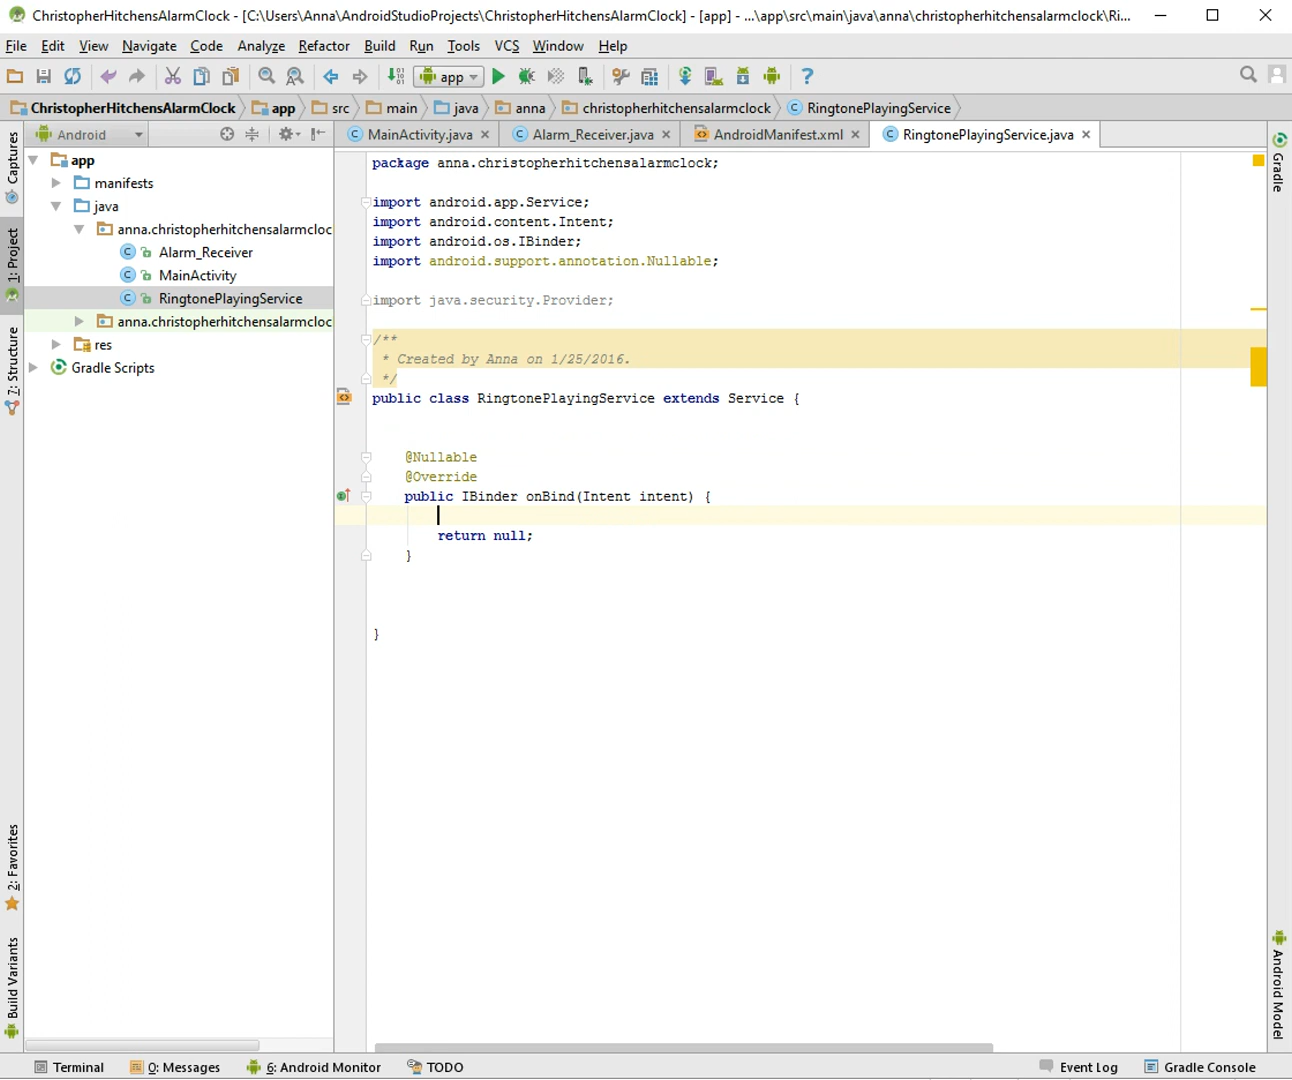 ChristopherHitchensAlarmClock - [C:\Users\Anna\AndroidStudioProjects\ChristopherHitchensAlarmClock] - [app] - ...\app\src\main\java\anna\christopherhitchensalarmclock\Ri...
File Edit View Navigate Code Analyze Refactor Build Run Tools VCS Window Help
app
ChristopherHitchensAlarmClock app src main java anna christopherhitchensalarmclock RingtonePlayingService
Android
MainActivity.java Alarm_Receiver.java AndroidManifest.xml RingtonePlayingService.java
Captures
1: Project
7: Structure
2: Favorites
Build Variants
app
manifests
java
anna.christopherhitchensalarmcloc
Alarm_Receiver
MainActivity
RingtonePlayingService
anna.christopherhitchensalarmcloc
res
Gradle Scripts
package anna.christopherhitchensalarmclock;
import android.app.Service;
import android.content.Intent;
import android.os.IBinder;
import android.support.annotation.Nullable;
import java.security.Provider;
/**
* Created by Anna on 1/25/2016.
*/
public class RingtonePlayingService extends Service {
@Nullable
@Override
public IBinder onBind(Intent intent) {
return null;
}
}
Gradle
Android Model
Terminal 0: Messages 6: Android Monitor TODO Event Log Gradle Console